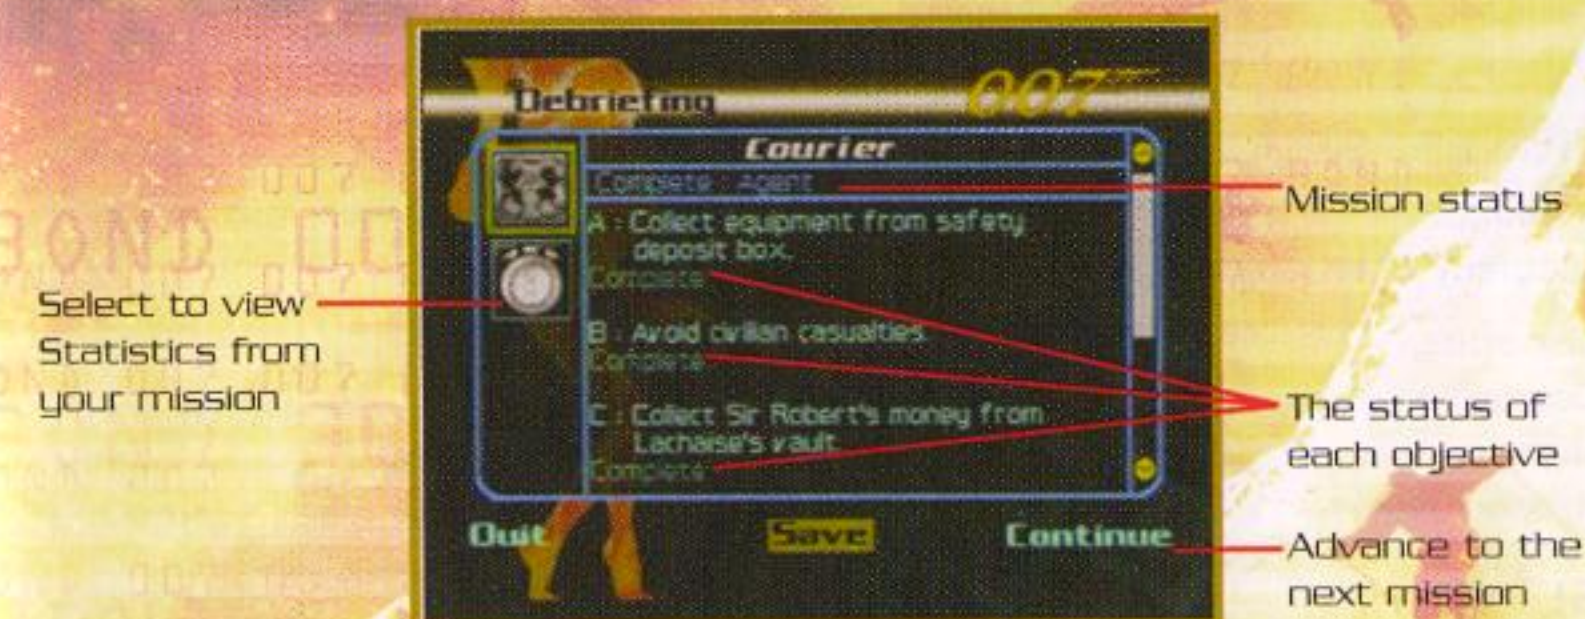 Debriefing
007
Courier
Complete : Agent
A : Collect equipment from safety
deposit box.
Complete
B : Avoid civilian casualties.
Complete
C : Collect Sir Robert's money from
Lachaise's vault
Complete
Quit
Save
Continue
Select to view
Statistics from
your mission
Mission status
The status of
each objective
Advance to the
next mission
BOND
007